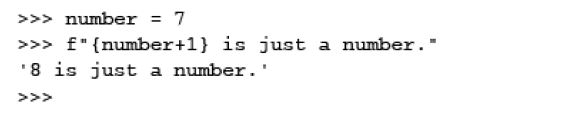 >>> number = 7
>>> f"{number+1} is just a number."
'8 is just a number.'
>>>